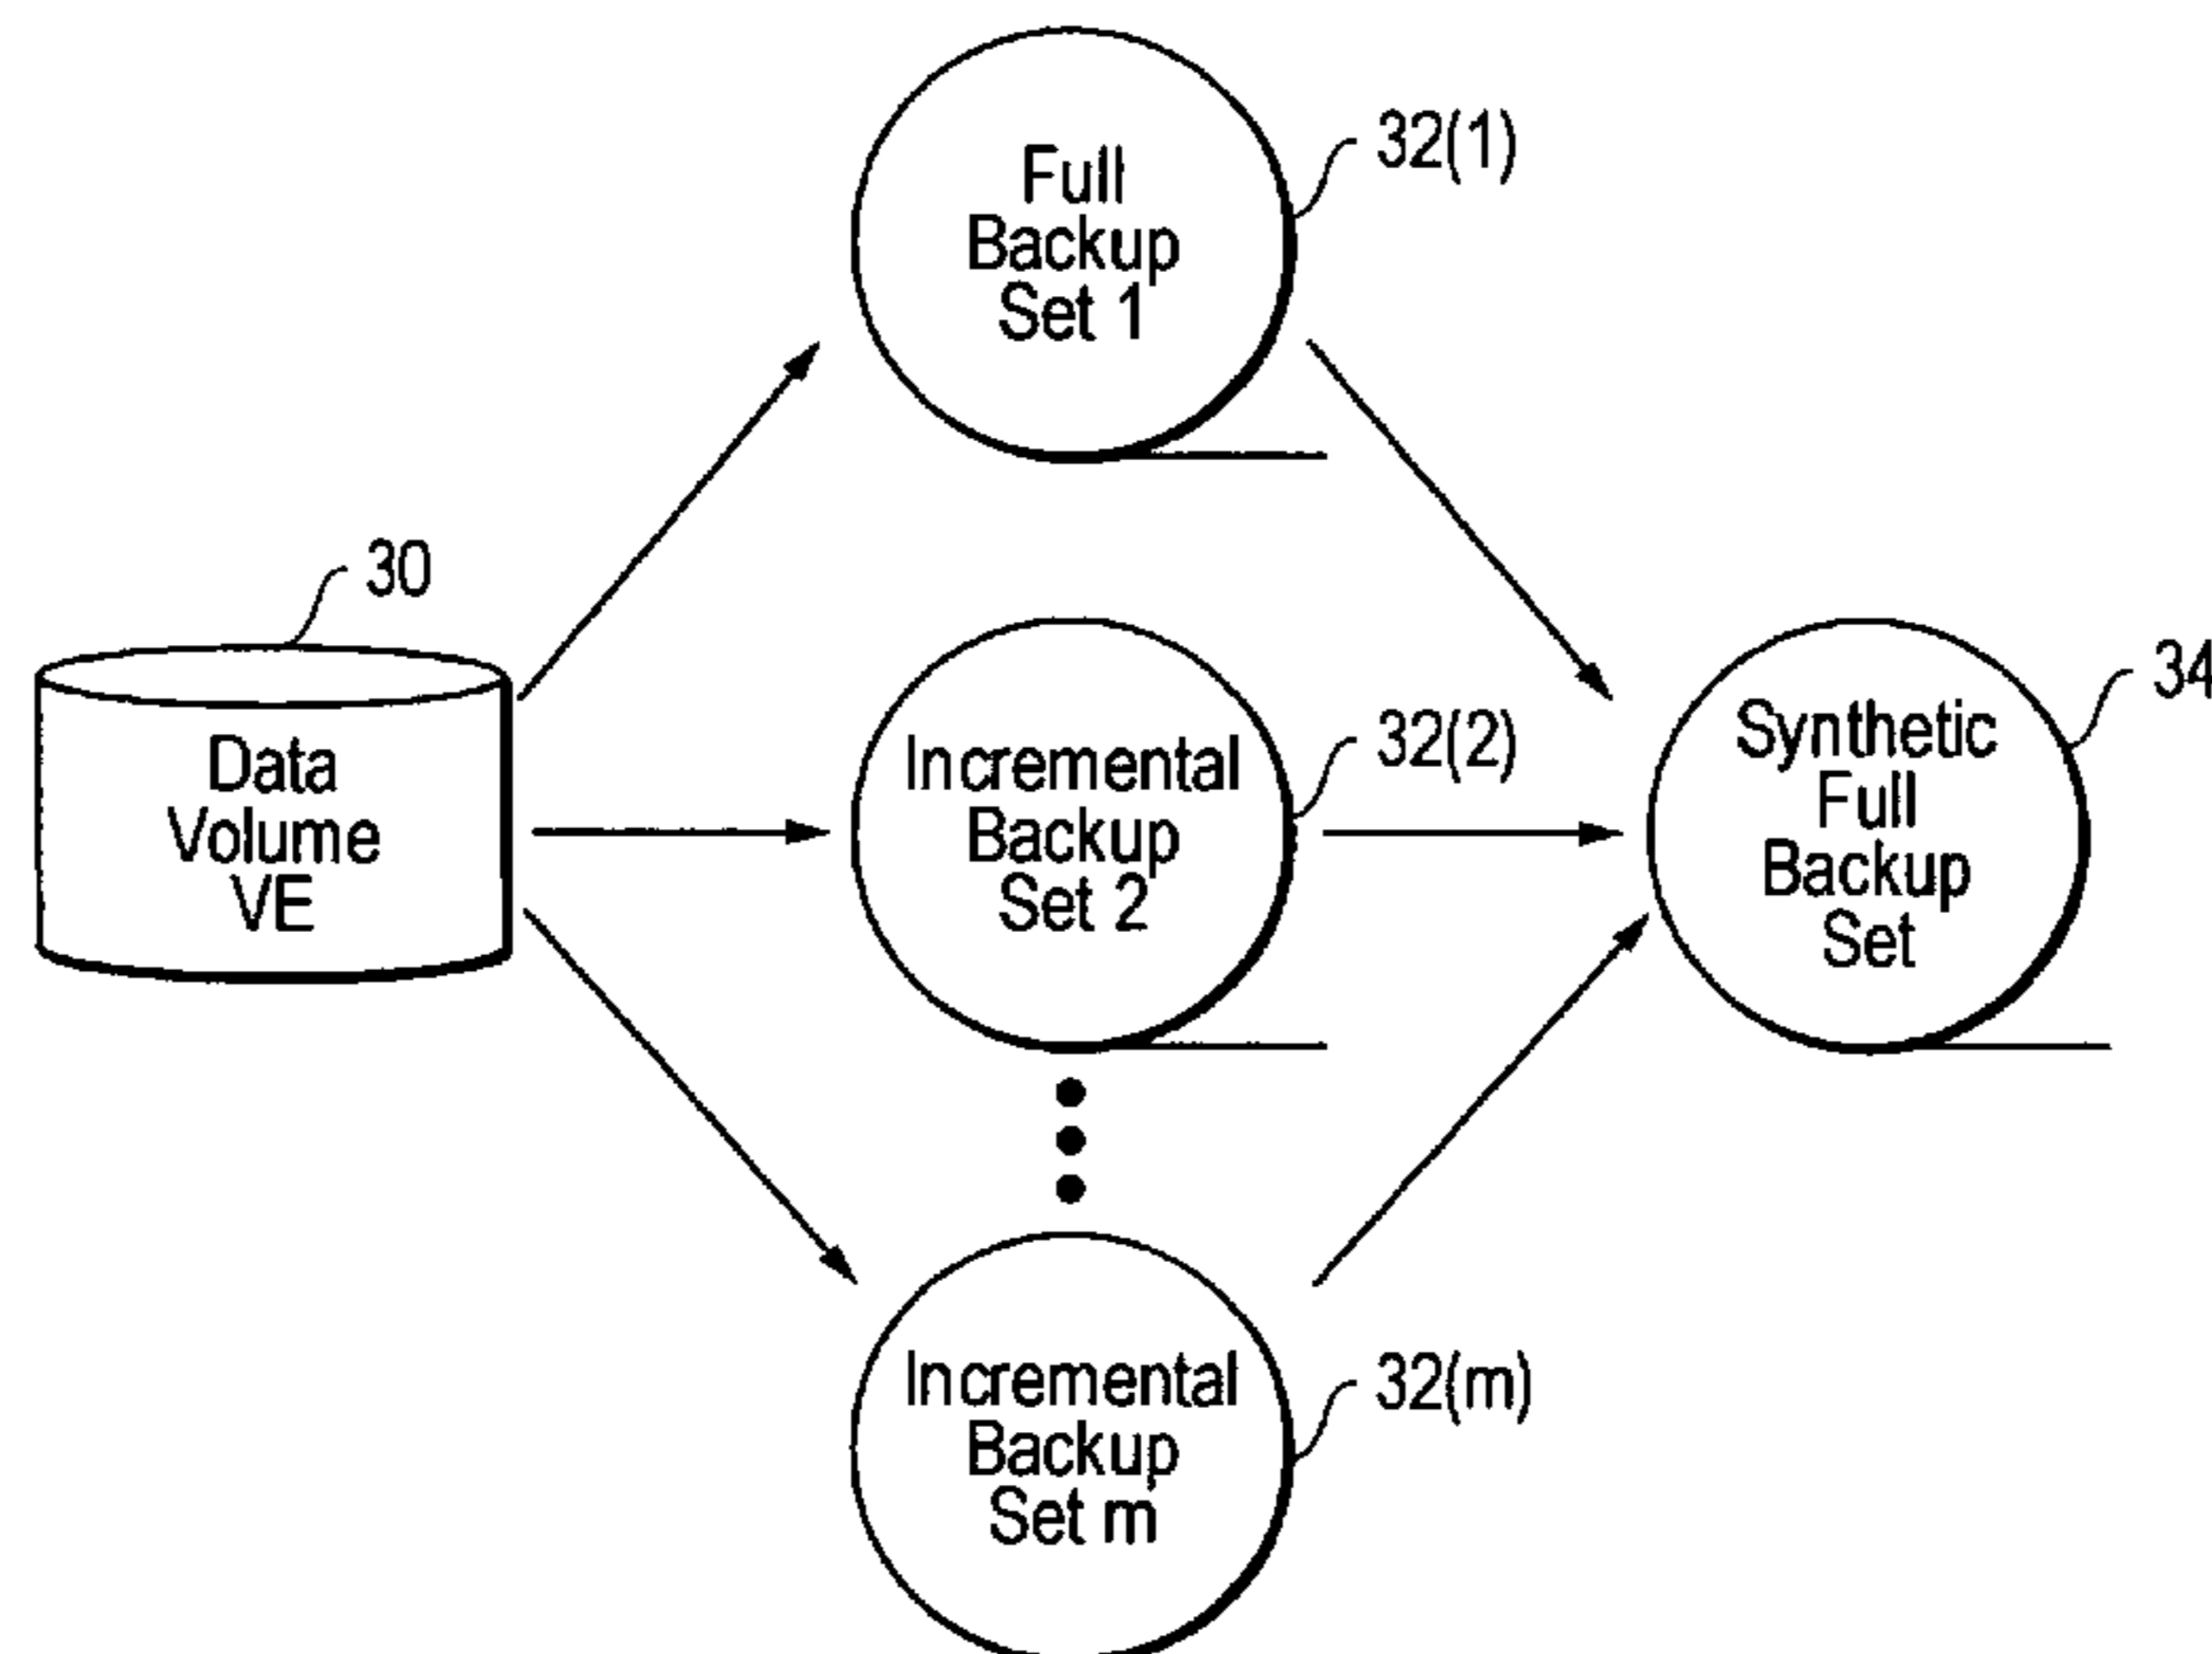 Full
Backup
Set 1
32(1)
30
Data
Volume
VE
Incremental
Backup
Set 2
32(2)
Synthetic
Full
Backup
Set
34
Incremental
Backup
Set m
32(m)